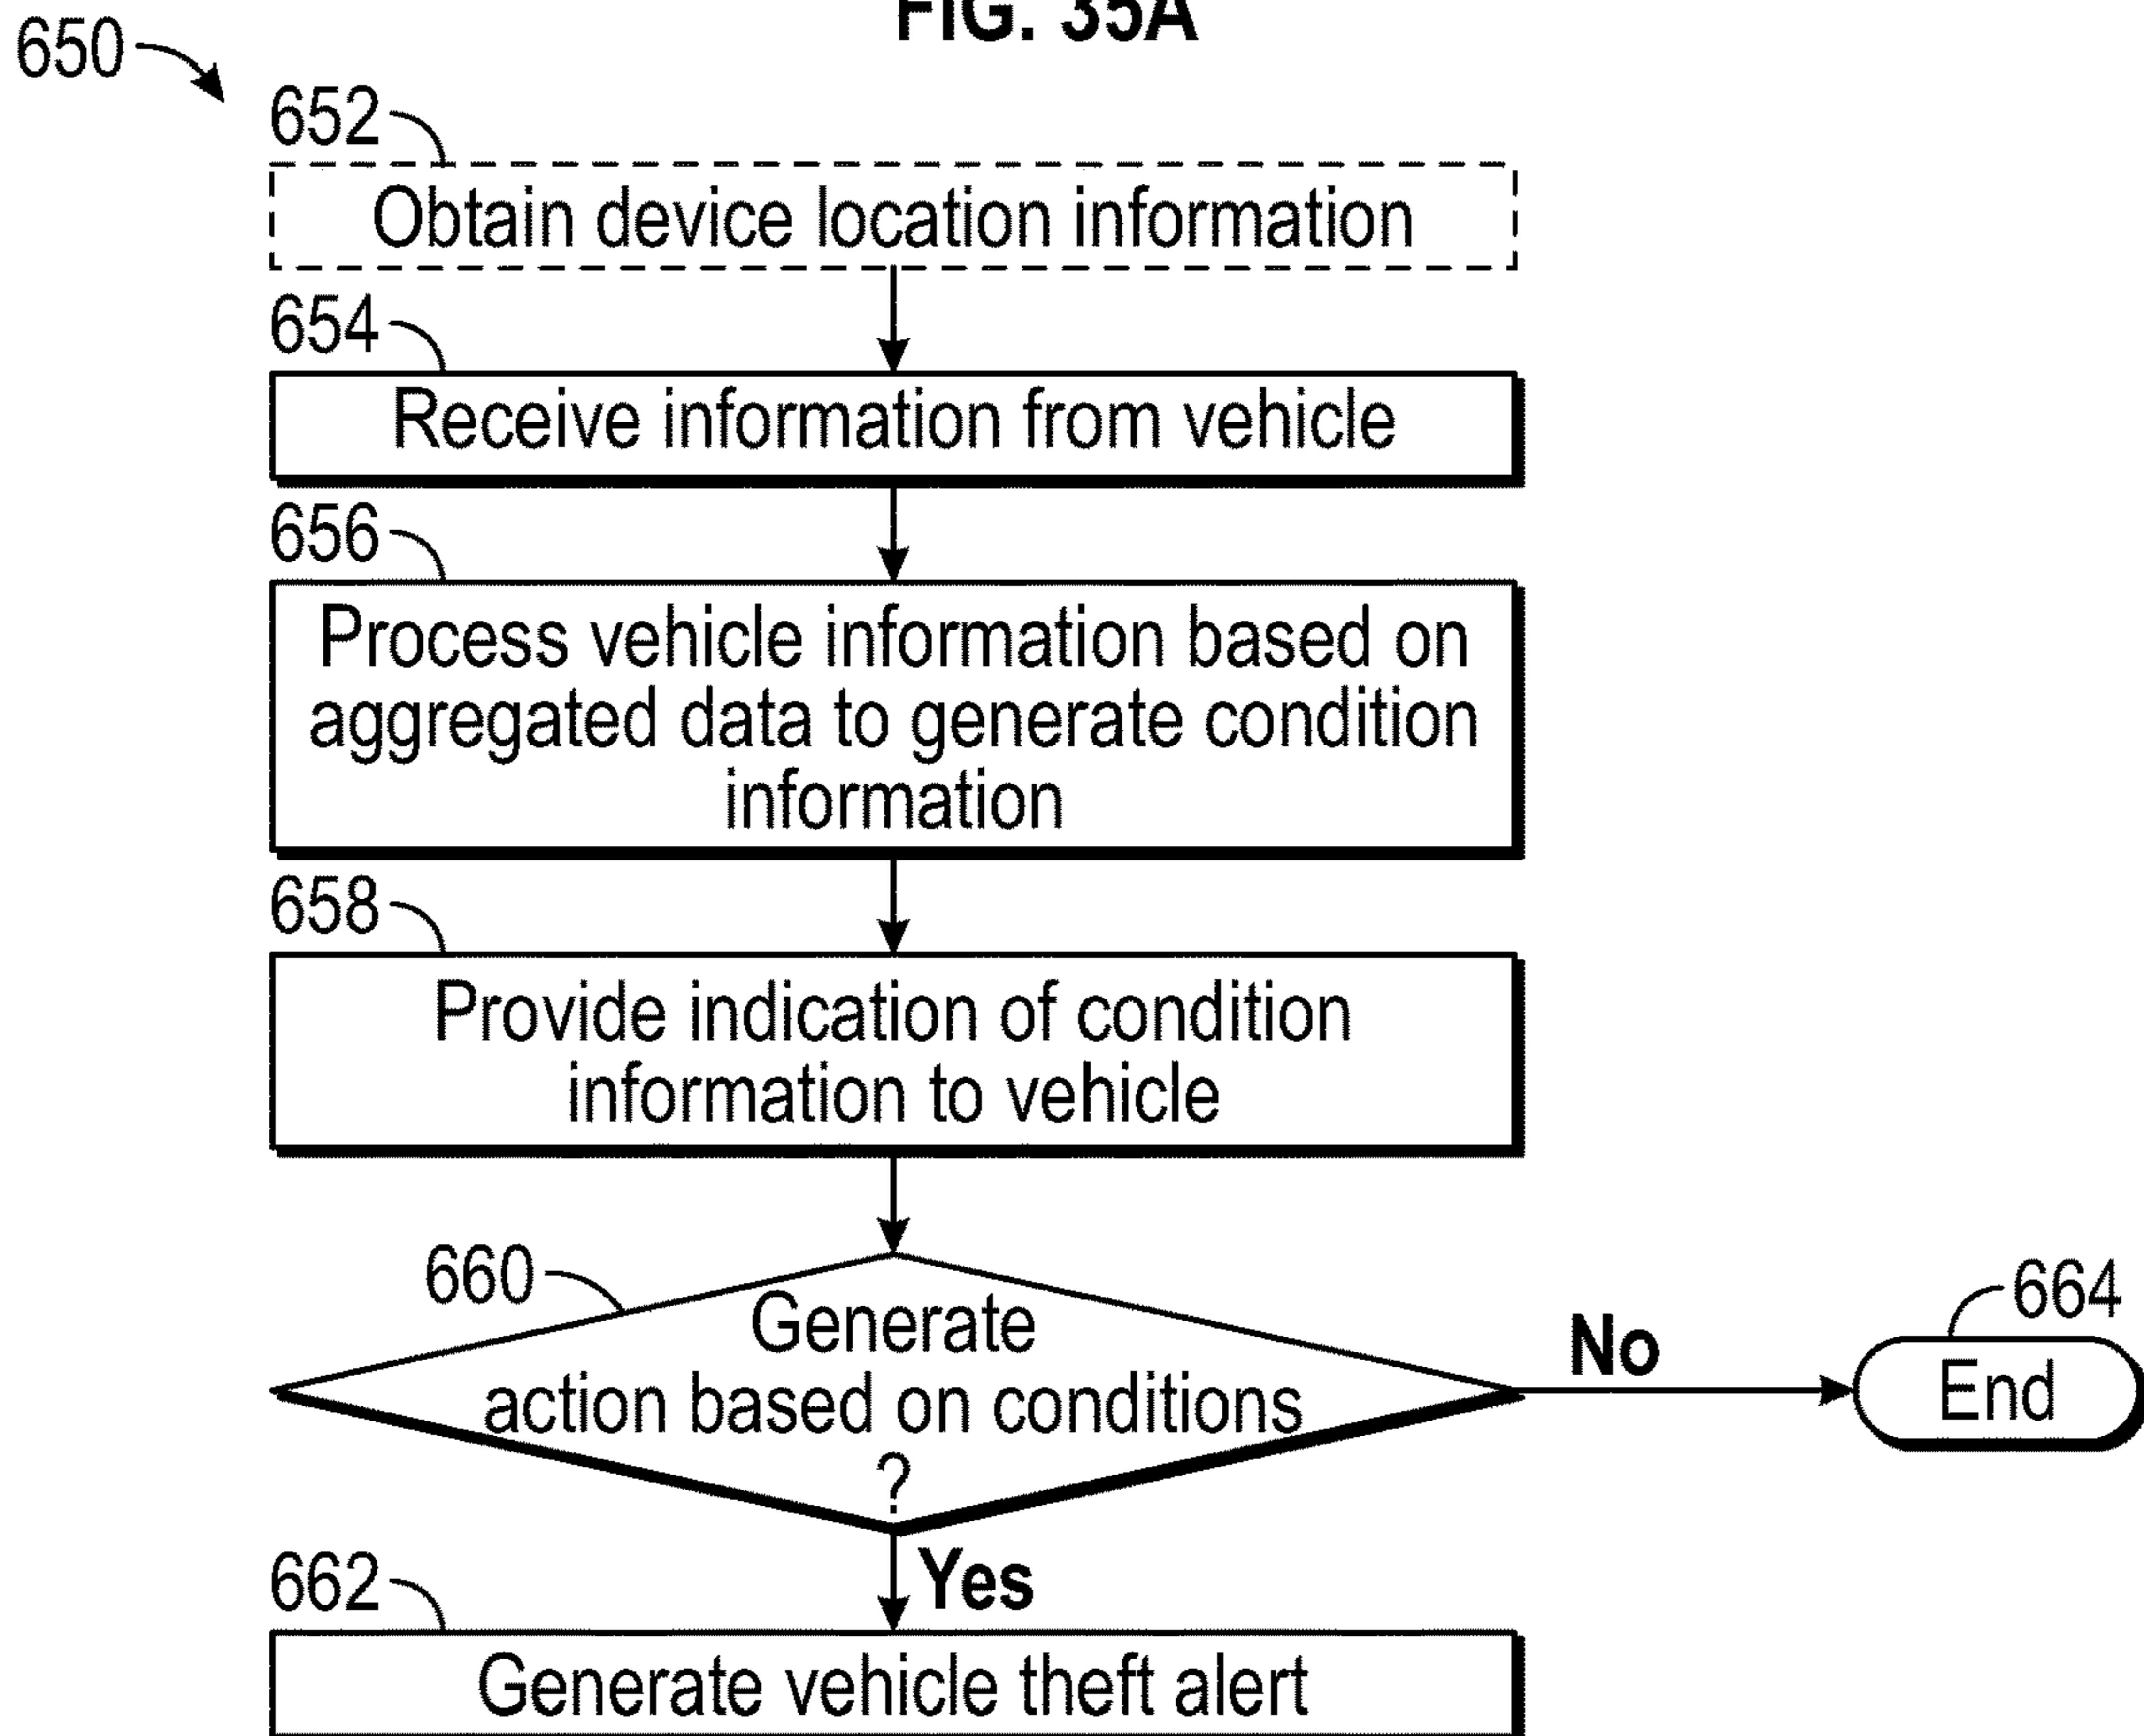 FIG. 35A
650
652
Obtain device location information
654
Receive information from vehicle
656
Process vehicle information based on
aggregated data to generate condition
information
658
Provide indication of condition
information to vehicle
660
Generate
action based on conditions
?
No
664
End
Yes
662
Generate vehicle theft alert